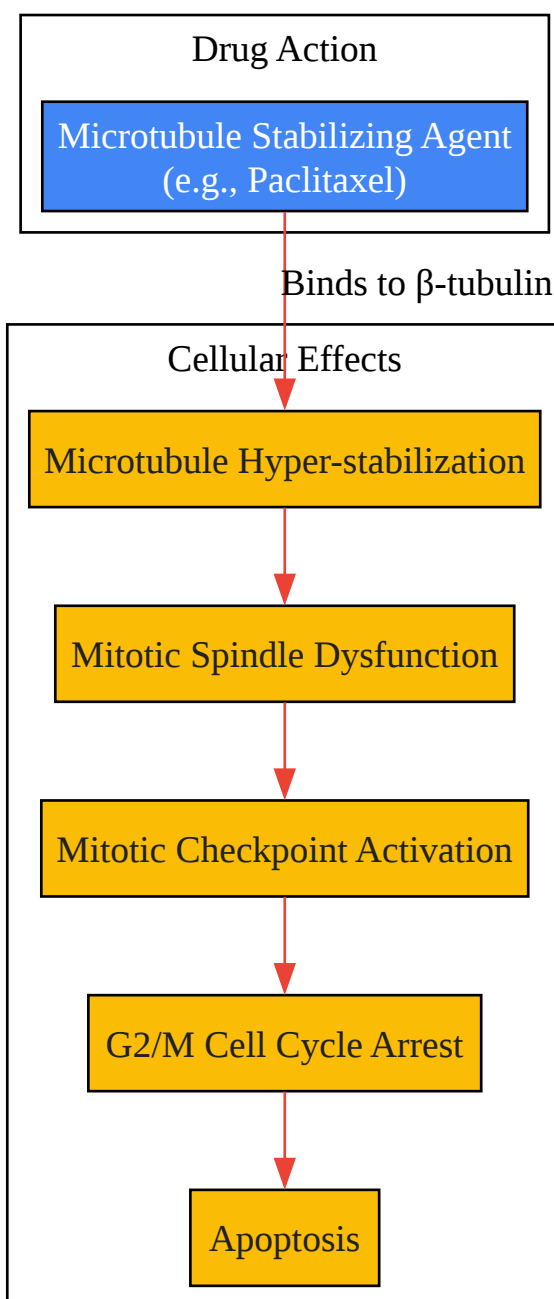 Drug Action
Microtubule Stabilizing Agent
(e.g., Paclitaxel)
Binds to β-tubulin
Cellular Effects
Microtubule Hyper-stabilization
Mitotic Spindle Dysfunction
Mitotic Checkpoint Activation
G2/M Cell Cycle Arrest
Apoptosis